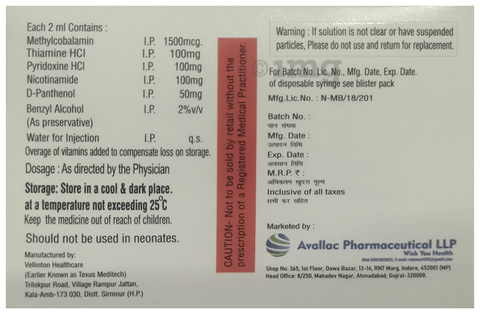 Each 2 ml Contains :
Methylcobalamin I.P. 1500mcg.
Thiamine HCl I.P. 100mg
Pyridoxine HCl I.P. 100mg
Nicotinamide I.P. 100mg
D-Panthenol I.P. 50mg
Benzyl Alcohol I.P. 2%v/v
(As preservative)
Water for Injection I.P. q.s.
Overage of vitamins added to compensate loss on storage.
Dosage : As directed by the Physician
Storage: Store in a cool & dark place.
at a temperature not exceeding 25°C
Keep the medicine out of reach of children.
Should not be used in neonates.
Manufactured by:
Vellinton Healthcare
(Earlier Known as Texus Meditech)
Trilokpur Road, Village Rampur Jattan,
Kala-Amb-173 030, Distt. Sirmour (H.P.)
CAUTION- Not to be sold by retail without the
prescription of a Registered Medical Practitioner.
Warning : If solution is not clear or have suspended
particles, Please do not use and return for replacement.
1mg
For Batch No. Lic. No., Mfg. Date, Exp. Date.
of disposable syringe see blister pack
Mfg.Lic.No. : N-MB/18/201
Batch No. :
पान संख्या
Mfg. Date :
उत्पादन तिथि
Exp. Date :
अवसान तिथि
M.R.P. ₹ :
अधिकतम खुदरा मूल्य
Inclusive of all taxes
सभी कर सहित
Marketed by :
Avallac Pharmaceutical LLP
Wish You Health
Shop No: 365, 1st Floor, Dawa Bazar, 13-14, RNT Marg, Indore, 452001 (MP)
Head Office: 8/250, Mahadev Nagar, Ahmadabad, Gujrat-320008.